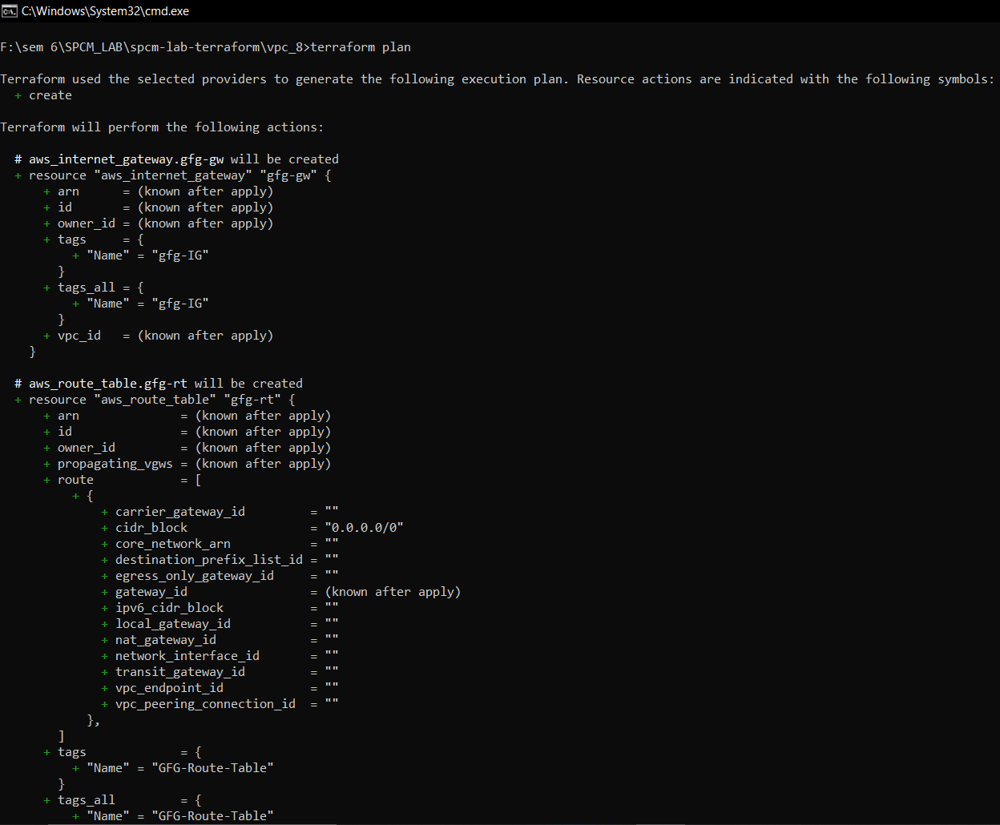 C:\Windows\System32\cmd.exe
F:\sem 6\SPCM_LAB\spcm-lab-terraform\vpc_8>terraform plan
Terraform used the selected providers to generate the following execution plan. Resource actions are indicated with the following symbols:
  + create
Terraform will perform the following actions:
  # aws_internet_gateway.gfg-gw will be created
  + resource "aws_internet_gateway" "gfg-gw" {
      + arn      = (known after apply)
      + id       = (known after apply)
      + owner_id = (known after apply)
      + tags     = {
          + "Name" = "gfg-IG"
        }
      + tags_all = {
          + "Name" = "gfg-IG"
        }
      + vpc_id   = (known after apply)
    }
  # aws_route_table.gfg-rt will be created
  + resource "aws_route_table" "gfg-rt" {
      + arn              = (known after apply)
      + id               = (known after apply)
      + owner_id         = (known after apply)
      + propagating_vgws = (known after apply)
      + route            = [
          + {
              + carrier_gateway_id         = ""
              + cidr_block                 = "0.0.0.0/0"
              + core_network_arn           = ""
              + destination_prefix_list_id = ""
              + egress_only_gateway_id     = ""
              + gateway_id                 = (known after apply)
              + ipv6_cidr_block            = ""
              + local_gateway_id           = ""
              + nat_gateway_id             = ""
              + network_interface_id       = ""
              + transit_gateway_id         = ""
              + vpc_endpoint_id            = ""
              + vpc_peering_connection_id  = ""
            },
        ]
      + tags             = {
          + "Name" = "GFG-Route-Table"
        }
      + tags_all         = {
          + "Name" = "GFG-Route-Table"